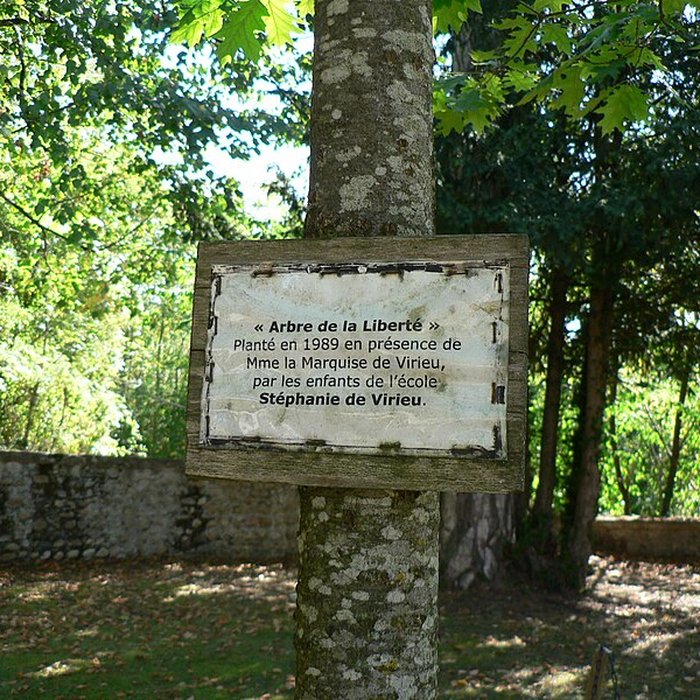 « Arbre de la Liberté »
Planté en 1989 en présence de
Mme la Marquise de Virieu,
par les enfants de l'école
Stéphanie de Virieu.